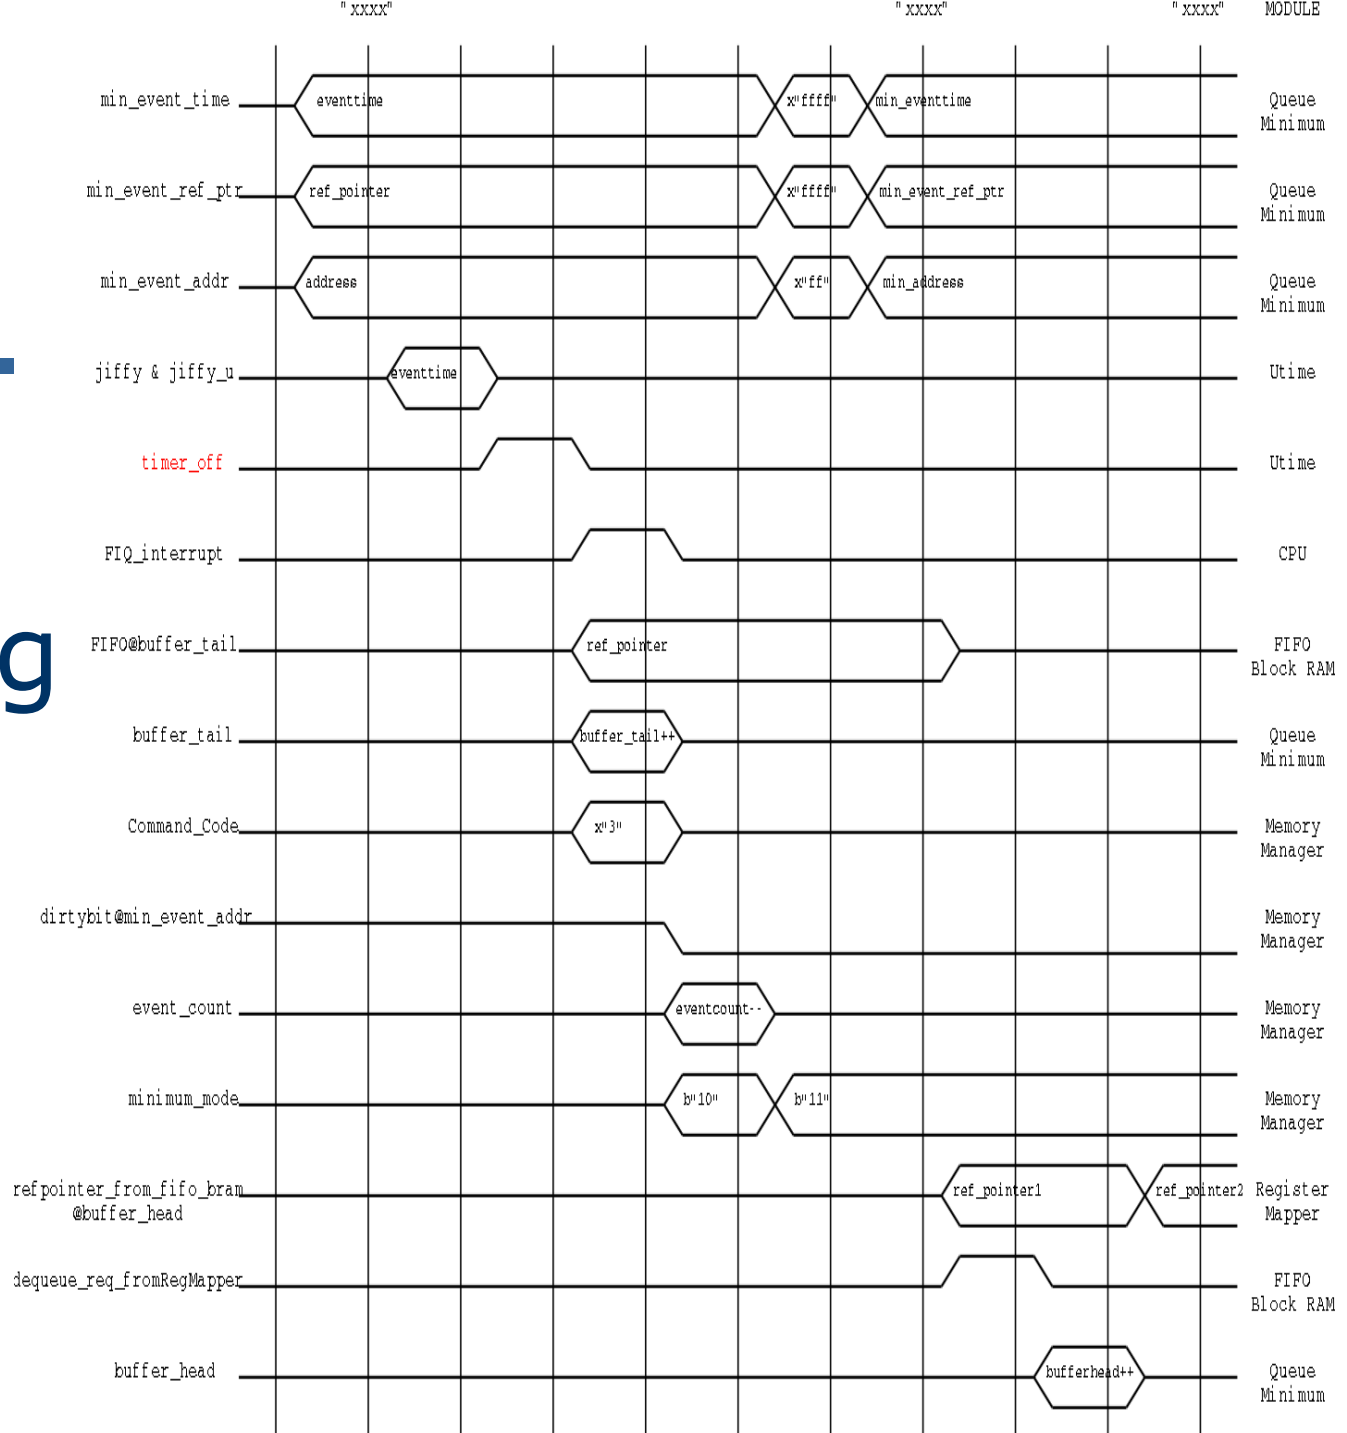 "xxxx" "xxxx" "xxxx" MODULE
min_event_time eventtime x"ffff" min_eventtime Queue
Minimum
min_event_ref_ptr ref_pointer x"ffff" min_event_ref_ptr Queue
Minimum
min_event_addr address x"ff" min_address Queue
Minimum
jiffy & jiffy_u eventtime Utime
timer_off Utime
FIQ_interrupt CPU
g
FIFO@buffer_tail ref_pointer FIFO
Block RAM
buffer_tail buffer_tail++ Queue
Minimum
Command_Code x"3" Memory
Manager
dirtybit@min_event_addr Memory
Manager
event_count eventcount-- Memory
Manager
minimum_mode b"10" b"11" Memory
Manager
refpointer_from_fifo_bram ref_pointer1 ref_pointer2 Register
@buffer_head Mapper
dequeue_req_fromRegMapper FIFO
Block RAM
buffer_head bufferhead++ Queue
Minimum